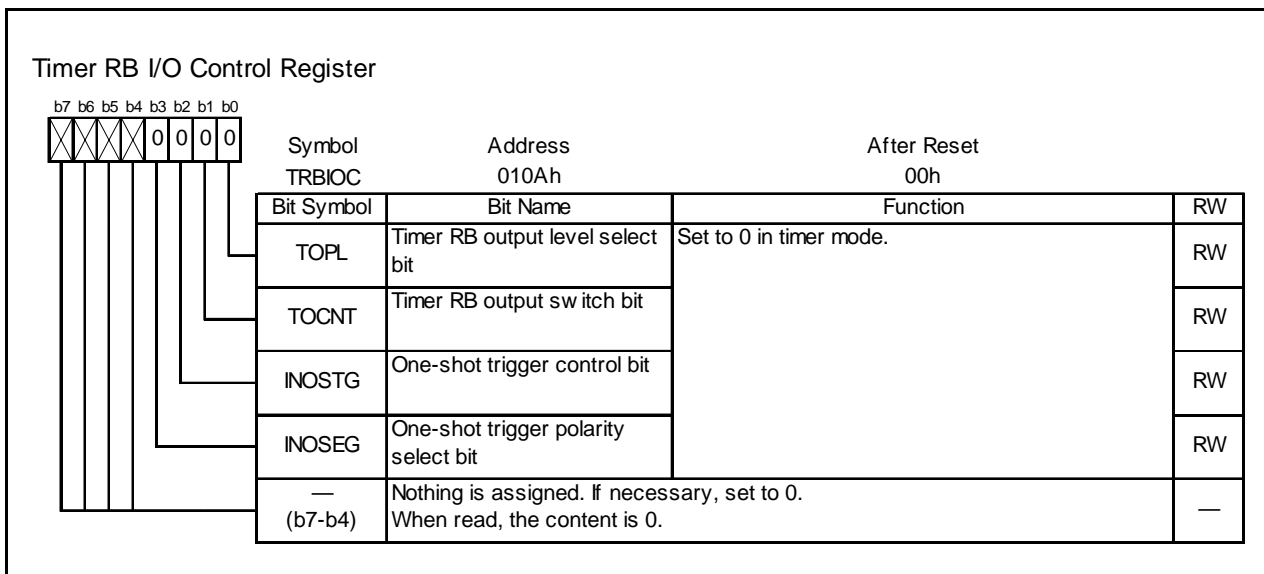 Timer RB I/O Control Register
b7 b6 b5 b4 b3 b2 b1 b0
0 0 0 0
Symbol Address After Reset
TRBIOC 010Ah 00h
Bit Symbol Bit Name Function RW
TOPL Timer RB output level select bit Set to 0 in timer mode. RW
TOCNT Timer RB output switch bit RW
INOSTG One-shot trigger control bit RW
INOSEG One-shot trigger polarity select bit RW
— Nothing is assigned. If necessary, set to 0.
(b7-b4) When read, the content is 0. —